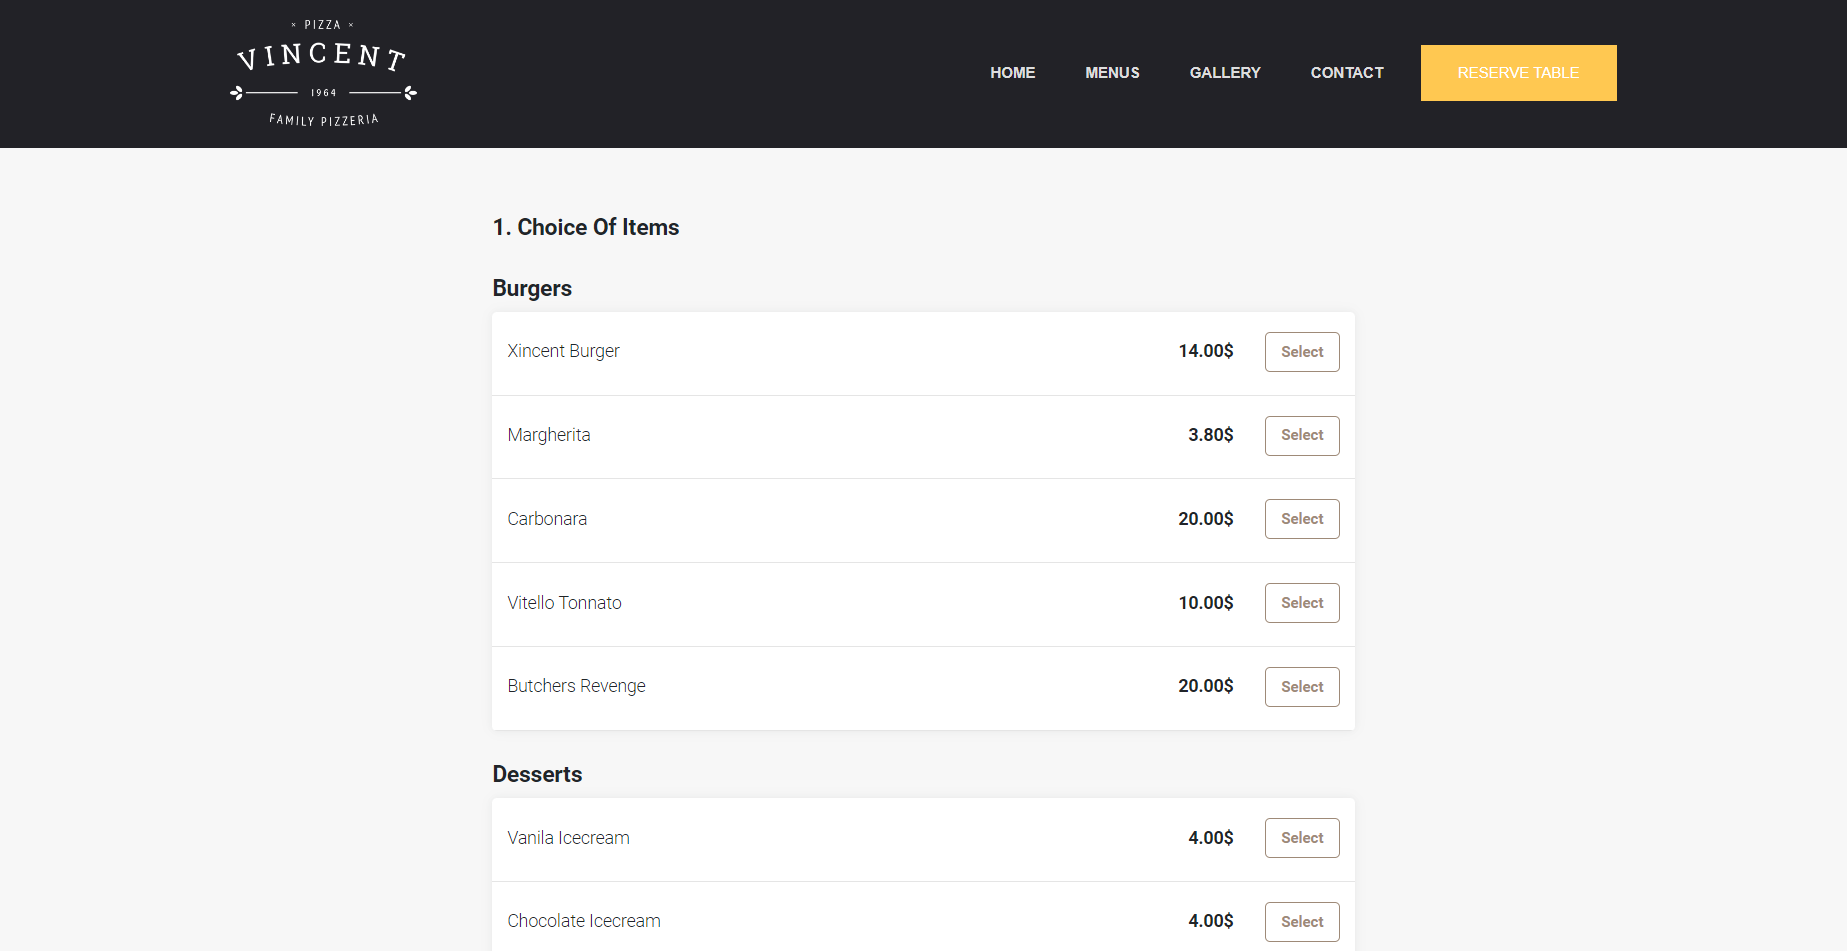 × PIZZA ×
VINCENT
1964
FAMILY PIZZERIA
HOME MENUS GALLERY CONTACT RESERVE TABLE
1. Choice Of Items
Burgers
Xincent Burger 14.00$ Select
Margherita 3.80$ Select
Carbonara 20.00$ Select
Vitello Tonnato 10.00$ Select
Butchers Revenge 20.00$ Select
Desserts
Vanila Icecream 4.00$ Select
Chocolate Icecream 4.00$ Select